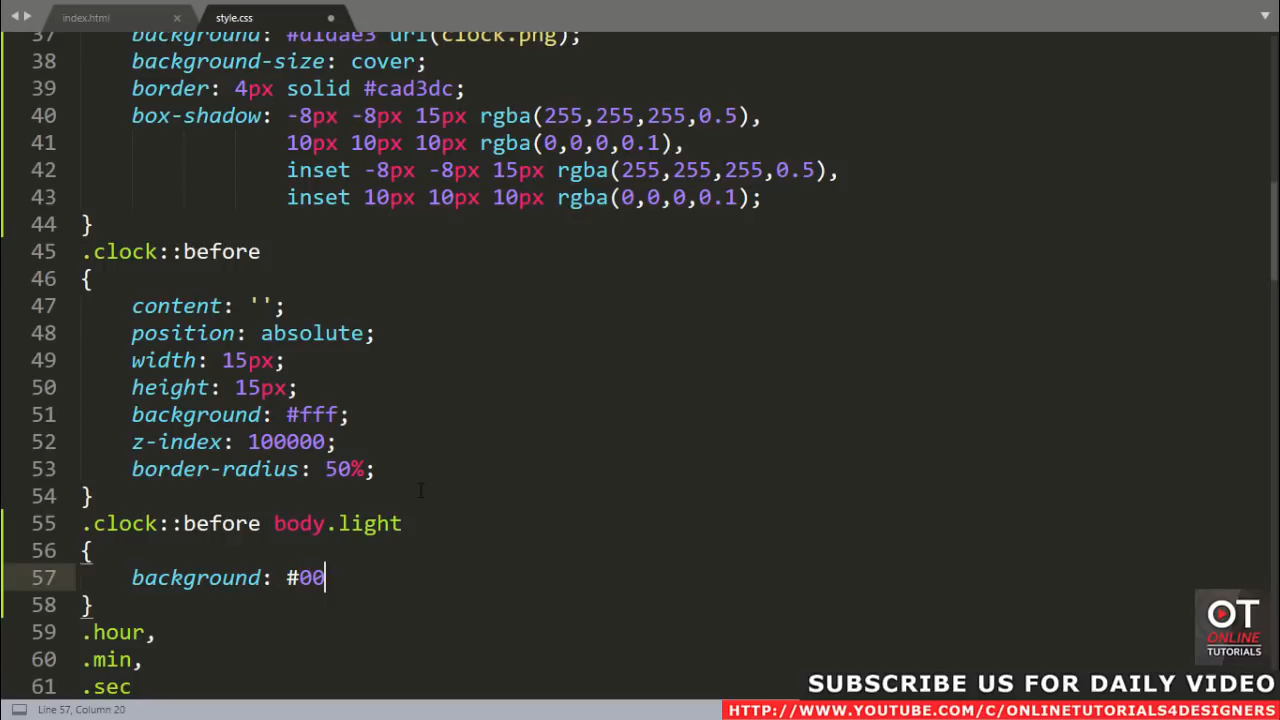 index.html × style.css
37 background: #d1dae3 url(clock.png);
38 background-size: cover;
39 border: 4px solid #cad3dc;
40 box-shadow: -8px -8px 15px rgba(255,255,255,0.5),
41 10px 10px 10px rgba(0,0,0,0.1),
42 inset -8px -8px 15px rgba(255,255,255,0.5),
43 inset 10px 10px 10px rgba(0,0,0,0.1);
44 }
45 .clock::before
46 {
47 content: '';
48 position: absolute;
49 width: 15px;
50 height: 15px;
51 background: #fff;
52 z-index: 100000;
53 border-radius: 50%;
54 }
55 .clock::before body.light
56 {
57 background: #00
58 }
59 .hour,
60 .min,
61 .sec
OT
ONLINE
TUTORIALS
SUBSCRIBE US FOR DAILY VIDEO
Line 57, Column 20
HTTP://WWW.YOUTUBE.COM/C/ONLINETUTORIALS4DESIGNERS